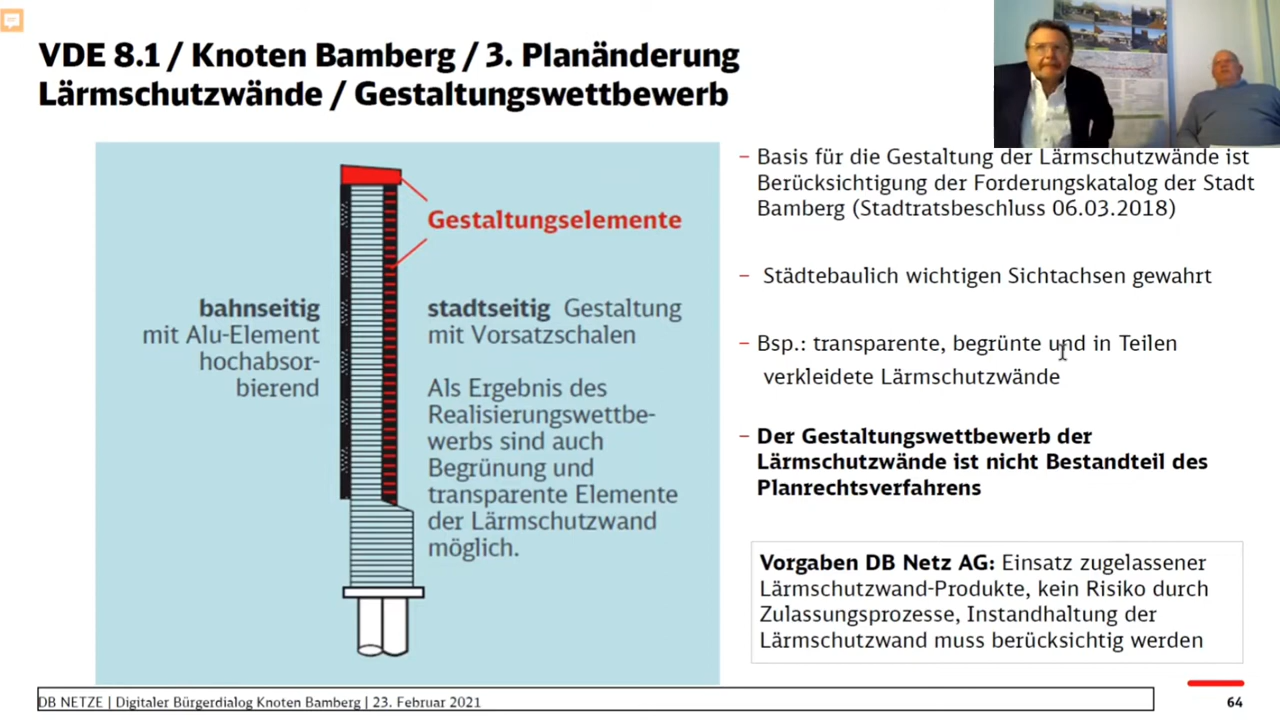 VDE 8.1 / Knoten Bamberg / 3. Planänderung
Lärmschutzwände / Gestaltungswettbewerb
Gestaltungselemente
bahnseitig
mit Alu-Element
hochabsor-
bierend
stadtseitig Gestaltung
mit Vorsatzschalen
Als Ergebnis des
Realisierungswettbe-
werbs sind auch
Begrünung und
transparente Elemente
der Lärmschutzwand
möglich.
– Basis für die Gestaltung der Lärmschutzwände ist
Berücksichtigung der Forderungskatalog der Stadt
Bamberg (Stadtratsbeschluss 06.03.2018)
– Städtebaulich wichtigen Sichtachsen gewahrt
– Bsp.: transparente, begrünte und in Teilen
verkleidete Lärmschutzwände
– Der Gestaltungswettbewerb der
Lärmschutzwände ist nicht Bestandteil des
Planrechtsverfahrens
Vorgaben DB Netz AG: Einsatz zugelassener
Lärmschutzwand-Produkte, kein Risiko durch
Zulassungsprozesse, Instandhaltung der
Lärmschutzwand muss berücksichtig werden
DB NETZE | Digitaler Bürgerdialog Knoten Bamberg | 23. Februar 2021
64